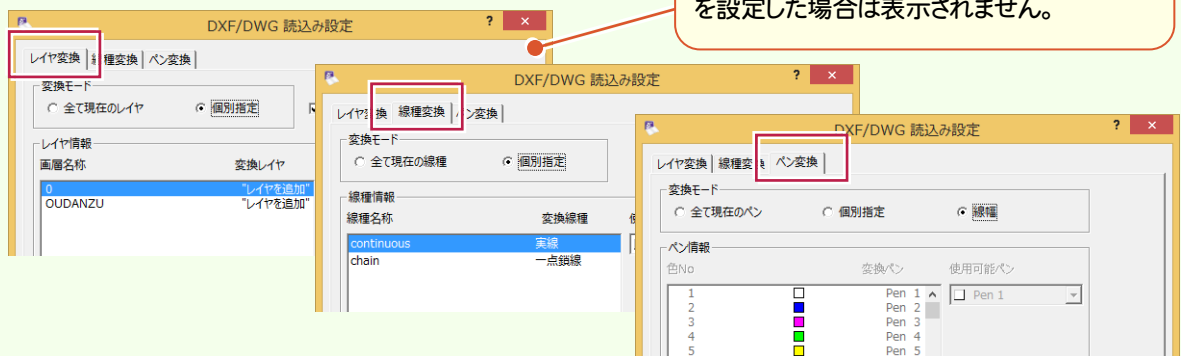 を設定した場合は表示されません。
DXF/DWG 読込み設定
レイヤ変換 線種変換 ペン変換
変換モード
全て現在のレイヤ 個別指定
レイヤ情報
画層名称 変換レイヤ
0 "レイヤを追加"
OUDANZU "レイヤを追加"
DXF/DWG 読込み設定
レイヤ変換 線種変換 ペン変換
変換モード
全て現在の線種 個別指定
線種情報
線種名称 変換線種
continuous 実線
chain 一点鎖線
DXF/DWG 読込み設定
レイヤ変換 線種変換 ペン変換
変換モード
全て現在のペン 個別指定 線幅
ペン情報
色No 変換ペン 使用可能ペン
1 Pen 1 Pen 1
2 Pen 2
3 Pen 3
4 Pen 4
5 Pen 5